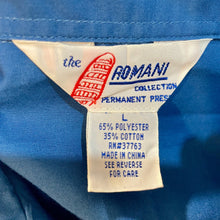 the ROMANI
COLLECTION
PERMANENT PRESS
L
65% POLYESTER
35% COTTON
RN#37763
MADE IN CHINA
SEE REVERSE
FOR CARE